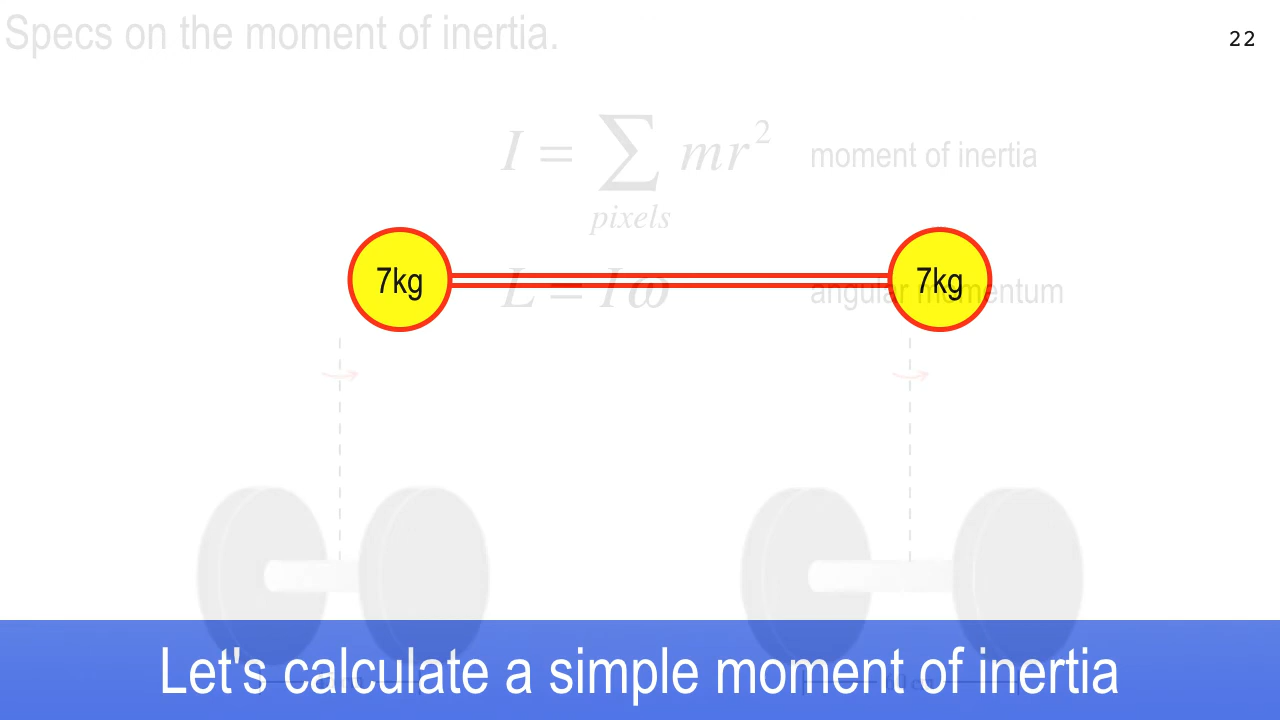 Specs on the moment of inertia.
22
I = ∑ mr² moment of inertia
pixels
7kg 7kg
L = Iω angular momentum
Let's calculate a simple moment of inertia